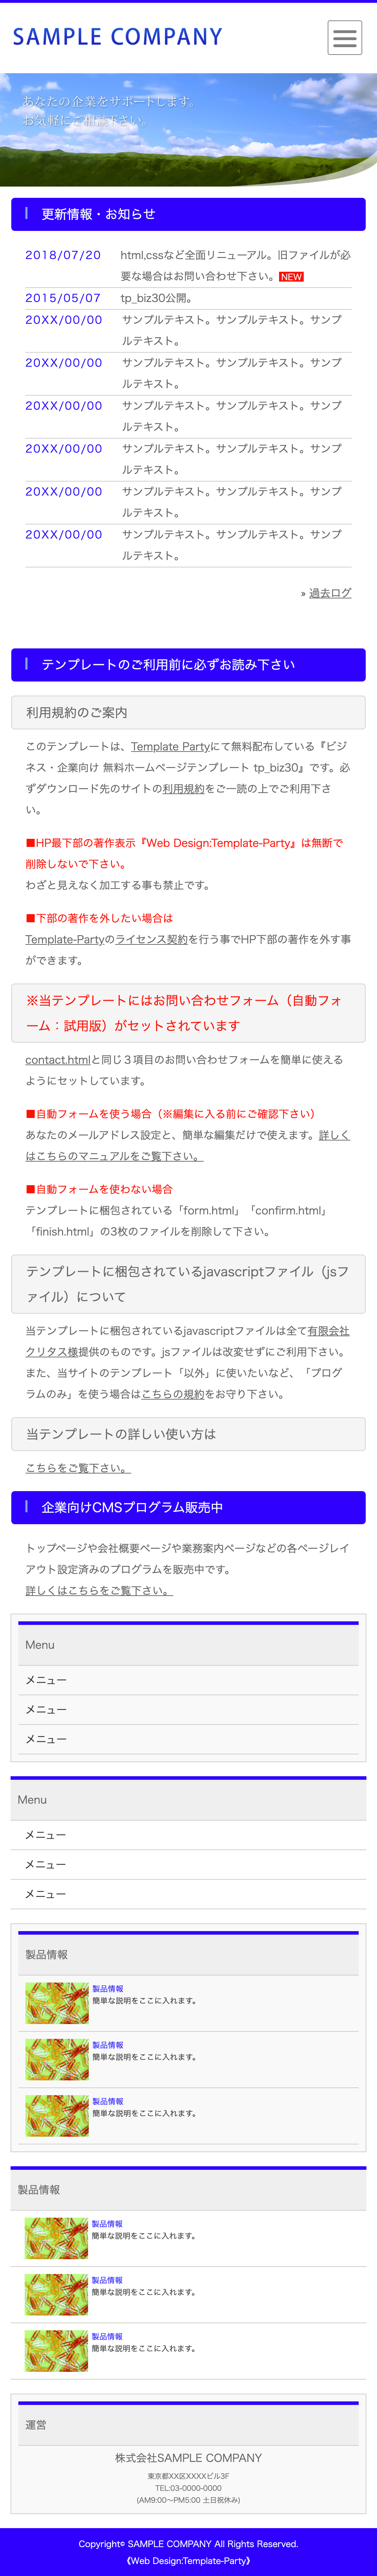 SAMPLE COMPANY
あなたの企業をサポートします。
お気軽にご相談下さい。
更新情報・お知らせ
2018/07/20 html,cssなど全面リニューアル。旧ファイルが必
要な場合はお問い合わせ下さい。NEW
2015/05/07 tp_biz30公開。
20XX/00/00 サンプルテキスト。サンプルテキスト。サンプ
ルテキスト。
20XX/00/00 サンプルテキスト。サンプルテキスト。サンプ
ルテキスト。
20XX/00/00 サンプルテキスト。サンプルテキスト。サンプ
ルテキスト。
20XX/00/00 サンプルテキスト。サンプルテキスト。サンプ
ルテキスト。
20XX/00/00 サンプルテキスト。サンプルテキスト。サンプ
ルテキスト。
20XX/00/00 サンプルテキスト。サンプルテキスト。サンプ
ルテキスト。
» 過去ログ
テンプレートのご利用前に必ずお読み下さい
利用規約のご案内
このテンプレートは、Template Partyにて無料配布している『ビジ
ネス・企業向け 無料ホームページテンプレート tp_biz30』です。必
ずダウンロード先のサイトの利用規約をご一読の上でご利用下さ
い。
■HP最下部の著作表示『Web Design:Template-Party』は無断で
削除しないで下さい。
わざと見えなく加工する事も禁止です。
■下部の著作を外したい場合は
Template-Partyのライセンス契約を行う事でHP下部の著作を外す事
ができます。
※当テンプレートにはお問い合わせフォーム（自動フォ
ーム：試用版）がセットされています
contact.htmlと同じ３項目のお問い合わせフォームを簡単に使える
ようにセットしています。
■自動フォームを使う場合（※編集に入る前にご確認下さい）
あなたのメールアドレス設定と、簡単な編集だけで使えます。詳しく
はこちらのマニュアルをご覧下さい。
■自動フォームを使わない場合
テンプレートに梱包されている「form.html」「confirm.html」
「finish.html」の3枚のファイルを削除して下さい。
テンプレートに梱包されているjavascriptファイル（jsフ
ァイル）について
当テンプレートに梱包されているjavascriptファイルは全て有限会社
クリタス様提供のものです。jsファイルは改変せずにご利用下さい。
また、当サイトのテンプレート「以外」に使いたいなど、「プログ
ラムのみ」を使う場合はこちらの規約をお守り下さい。
当テンプレートの詳しい使い方は
こちらをご覧下さい。
企業向けCMSプログラム販売中
トップページや会社概要ページや業務案内ページなどの各ページレイ
アウト設定済みのプログラムを販売中です。
詳しくはこちらをご覧下さい。
Menu
メニュー
メニュー
メニュー
Menu
メニュー
メニュー
メニュー
製品情報
製品情報
簡単な説明をここに入れます。
製品情報
簡単な説明をここに入れます。
製品情報
簡単な説明をここに入れます。
製品情報
製品情報
簡単な説明をここに入れます。
製品情報
簡単な説明をここに入れます。
製品情報
簡単な説明をここに入れます。
運営
株式会社SAMPLE COMPANY
東京都XX区XXXXビル3F
TEL:03-0000-0000
(AM9:00〜PM5:00 土日祝休み)
Copyright© SAMPLE COMPANY All Rights Reserved.
《Web Design:Template-Party》